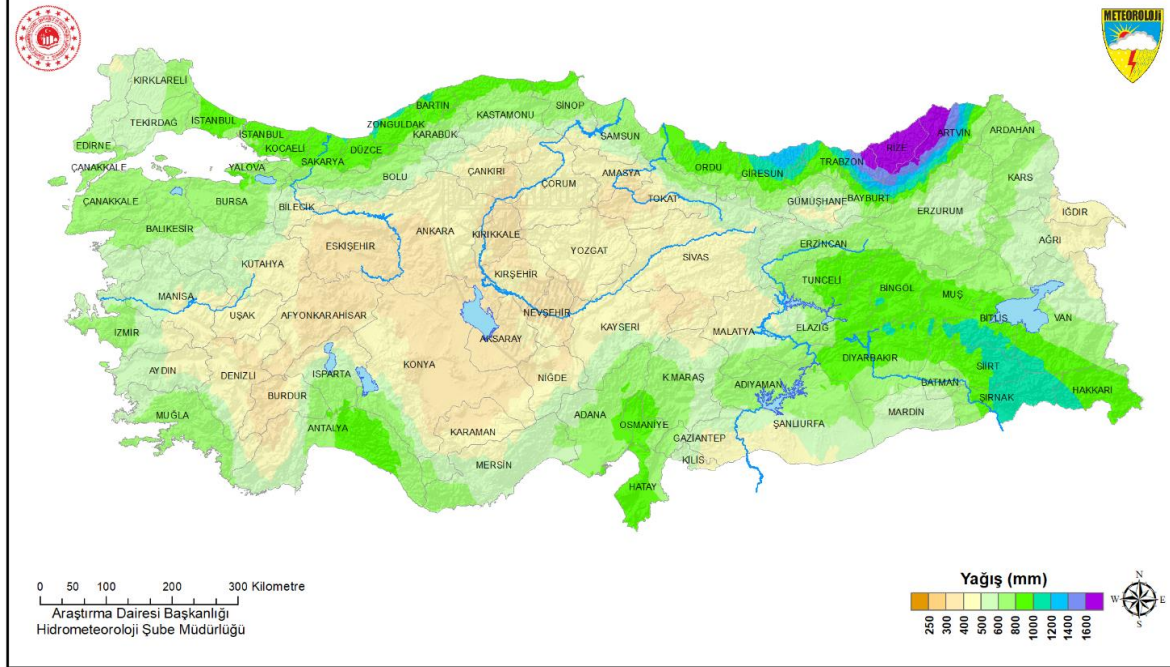 METEOROLOJİ
KIRKLARELİ
TEKİRDAĞ
İSTANBUL
İSTANBUL
EDİRNE
KOCAELİ
ÇANAKKALE
YALOVA
SAKARYA
DÜZCE
ZONGULDAK
BARTIN
KARABÜK
KASTAMONU
SİNOP
SAMSUN
ORDU
GİRESUN
TRABZON
RİZE
ARTVİN
ARDAHAN
BOLU
ÇANKIRI
ÇORUM
AMASYA
TOKAT
GÜMÜŞHANE
BAYBURT
ERZURUM
KARS
IĞDIR
AĞRI
ÇANAKKALE
BURSA
BİLECİK
BALIKESİR
KÜTAHYA
ESKİŞEHİR
ANKARA
KIRIKKALE
YOZGAT
SİVAS
ERZİNCAN
TUNCELİ
BİNGÖL
MUŞ
BİTLİS
VAN
MANİSA
UŞAK
AFYONKARAHİSAR
KIRŞEHİR
NEVŞEHİR
KAYSERİ
MALATYA
ELAZIĞ
DİYARBAKIR
SİİRT
BATMAN
ŞIRNAK
HAKKARİ
İZMİR
AYDIN
DENİZLİ
ISPARTA
KONYA
AKSARAY
NİĞDE
K.MARAŞ
ADIYAMAN
MARDİN
MUĞLA
BURDUR
ANTALYA
KARAMAN
MERSİN
ADANA
OSMANİYE
GAZİANTEP
KİLİS
ŞANLIURFA
HATAY
0 50 100 200 300 Kilometre
Araştırma Dairesi Başkanlığı
Hidrometeoroloji Şube Müdürlüğü
Yağış (mm)
250 300 400 500 600 800 1000 1200 1400 1600
N
W E
S